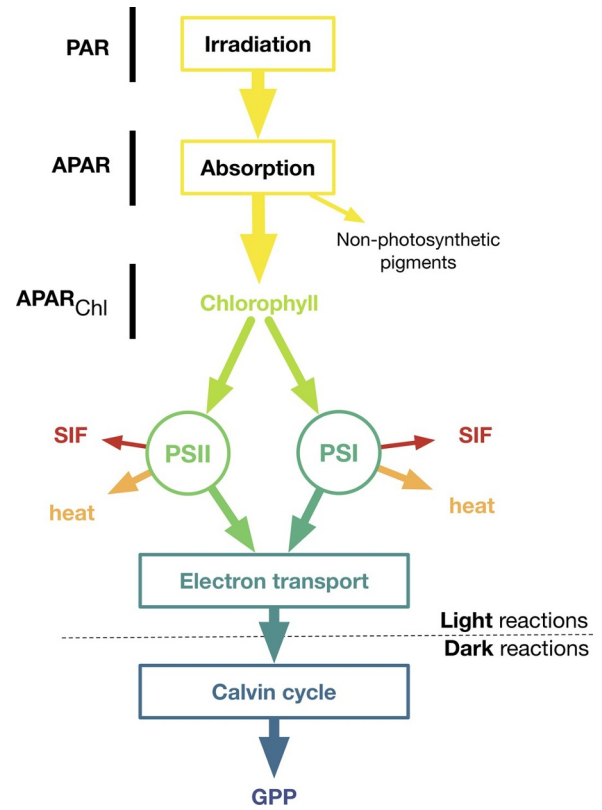 PAR
Irradiation
APAR
Absorption
Non-photosynthetic
pigments
APARChl
Chlorophyll
SIF
PSII
PSI
SIF
heat
heat
Electron transport
Light reactions
Dark reactions
Calvin cycle
GPP